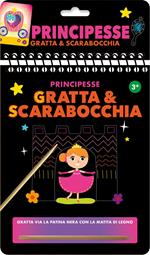 PRINCIPESSE
GRATTA & SCARABOCCHIA
PRINCIPESSE
GRATTA &
SCARABOCCHIA
3+
GRATTA VIA LA PATINA NERA CON LA MATITA DI LEGNO